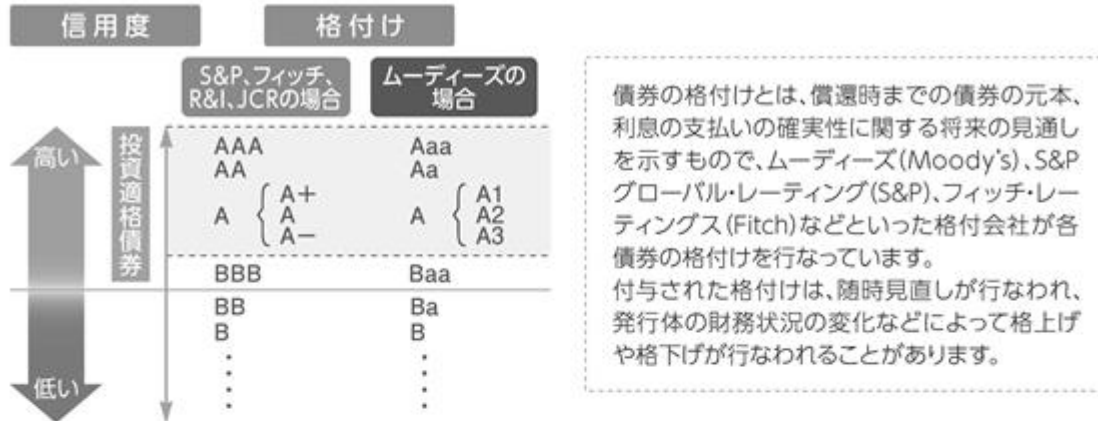 信用度
格付け
S&P、フィッチ、
R&I、JCRの場合
ムーディーズの
場合
高い
低い
投資適格債券
AAA Aaa
AA Aa
A { A+ A { A1
A A2
A− A3
BBB Baa
BB Ba
B B
債券の格付けとは、償還時までの債券の元本、
利息の支払いの確実性に関する将来の見通し
を示すもので、ムーディーズ(Moody's)、S&P
グローバル・レーティング(S&P)、フィッチ・レー
ティングス(Fitch)などといった格付会社が各
債券の格付けを行なっています。
付与された格付けは、随時見直しが行なわれ、
発行体の財務状況の変化などによって格上げ
や格下げが行なわれることがあります。